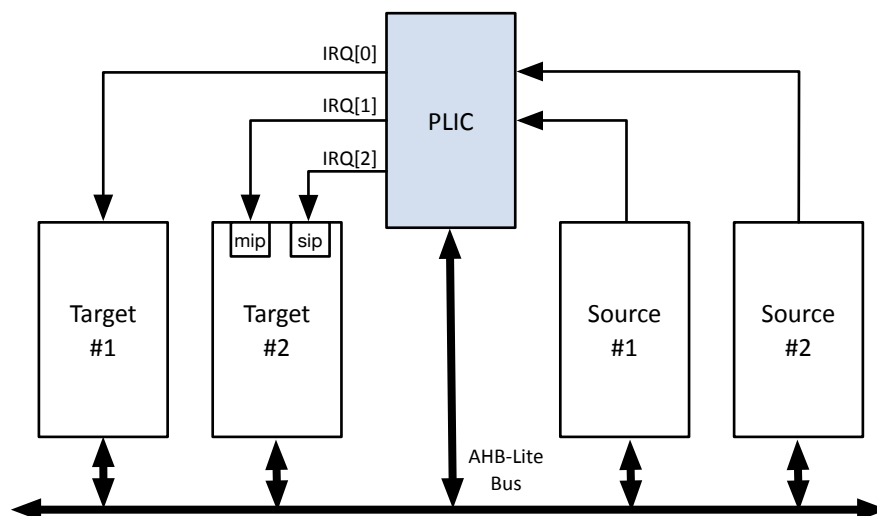 IRQ[0]
IRQ[1]
IRQ[2]
PLIC
mip
sip
Target
#1
Target
#2
Source
#1
Source
#2
AHB-Lite
Bus